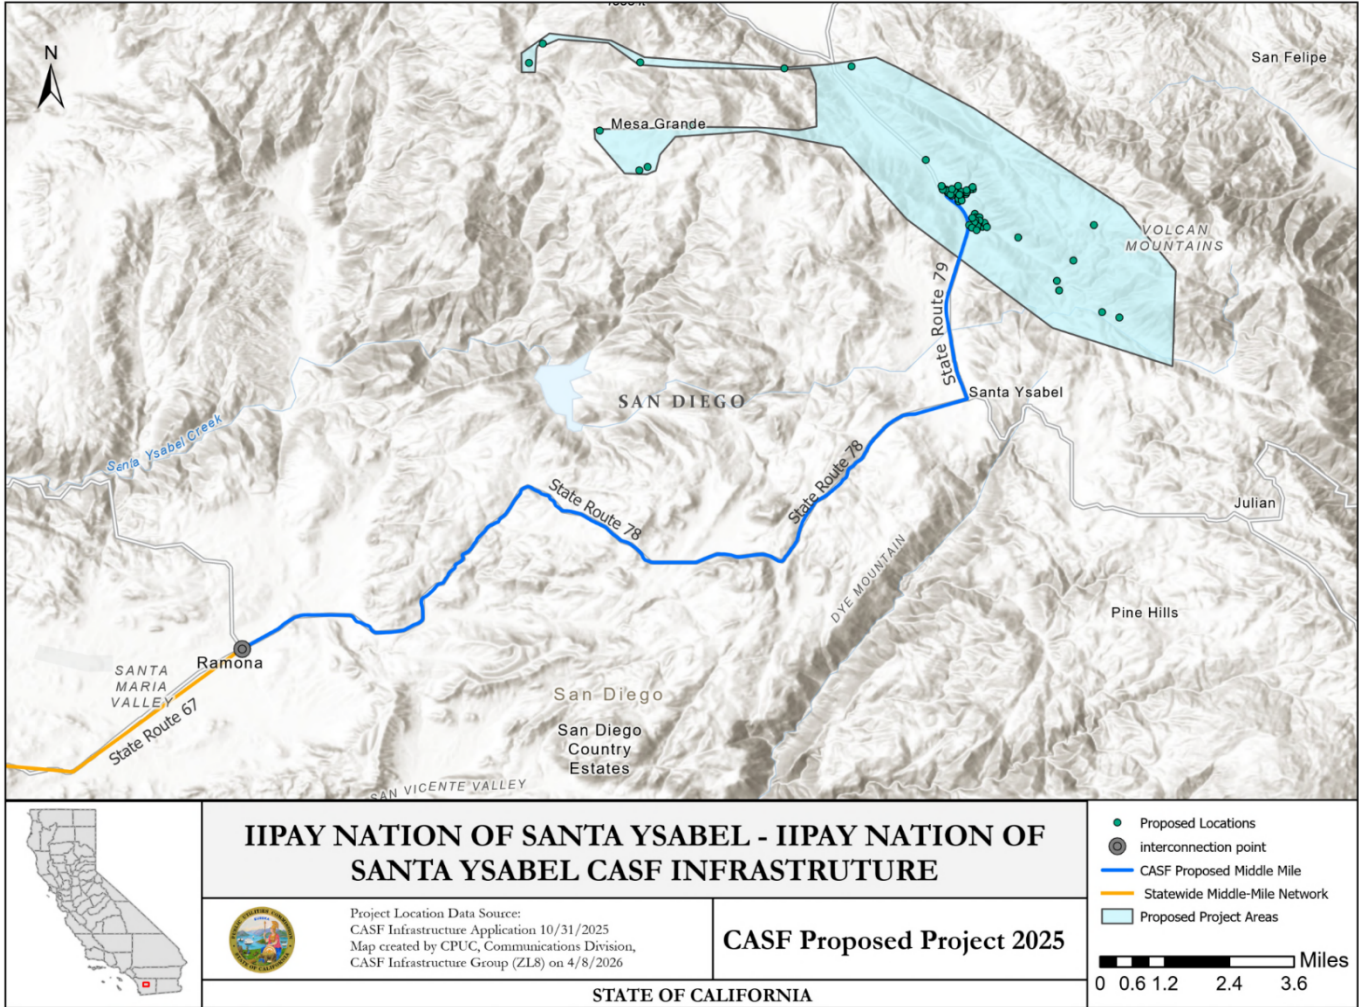 N
San Felipe
Mesa Grande
VOLCAN
MOUNTAINS
State Route 79
Santa Ysabel
SAN DIEGO
Santa Ysabel Creek
State Route 78
State Route 78
Julian
DYE MOUNTAIN
Pine Hills
Ramona
SANTA
MARIA
VALLEY
State Route 67
San Diego
San Diego
Country
Estates
SAN VICENTE VALLEY
IIPAY NATION OF SANTA YSABEL - IIPAY NATION OF
SANTA YSABEL CASF INFRASTRUTURE
Project Location Data Source:
CASF Infrastructure Application 10/31/2025
Map created by CPUC, Communications Division,
CASF Infrastructure Group (ZL8) on 4/8/2026
CASF Proposed Project 2025
STATE OF CALIFORNIA
Proposed Locations
interconnection point
CASF Proposed Middle Mile
Statewide Middle-Mile Network
Proposed Project Areas
Miles
0 0.6 1.2 2.4 3.6